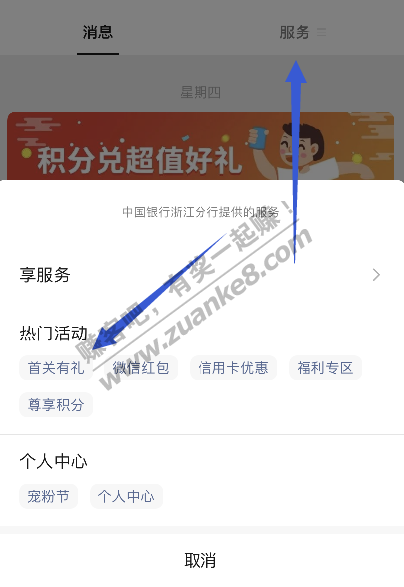 消息 服务
星期四
积分兑超值好礼
中国银行浙江分行提供的服务
享服务
热门活动
首关有礼 微信红包 信用卡优惠 福利专区
尊享积分
个人中心
宠粉节 个人中心
取消
赚客吧，有奖一起赚！
www.zuanke8.com